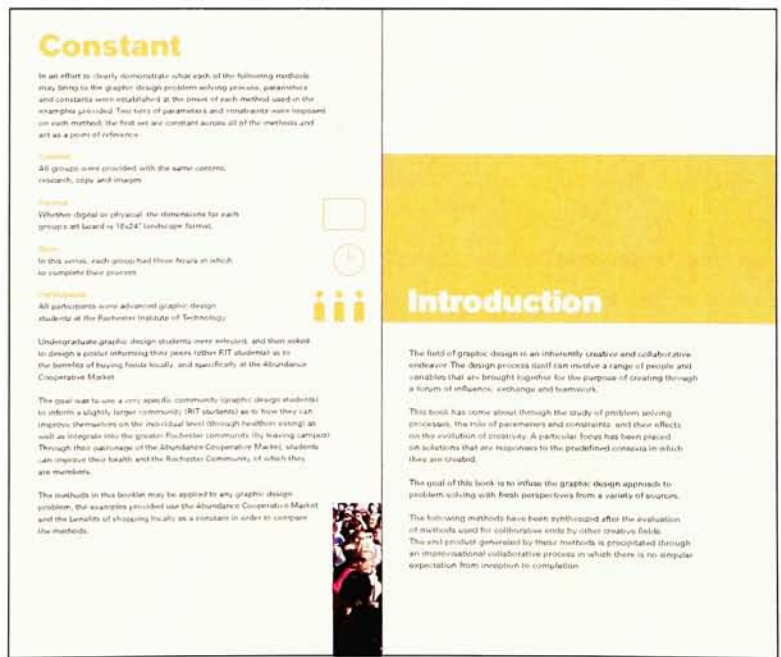 Constant
In an effort to clearly demonstrate what each of the following methods
may bring to the graphic design problem solving process, parameters
and constants were established at the onset of each method used in the
examples provided. Two tiers of parameters and constraints were imposed
on each method; the first set are constant across all of the methods and
act as a point of reference.
Content
All groups were provided with the same content,
research, copy and images.
Format
Whether digital or physical, the dimensions for each
group's art board is 18x24" landscape format.
Time
In this series, each group had three hours in which
to complete their process.
Participants
All participants were advanced graphic design
students at the Rochester Institute of Technology.
Undergraduate graphic design students were selected, and then asked
to design a poster informing their peers (other RIT students) as to
the benefits of buying foods locally, and specifically at the Abundance
Cooperative Market.
The goal was to use a very specific community (graphic design students)
to inform a slightly larger community (RIT students) as to how they can
improve themselves on the individual level (through healthier eating) as
well as integrate into the greater Rochester community (by leaving campus).
Through their patronage of the Abundance Cooperative Market, students
can improve their health and the Rochester Community of which they
are members.
The methods in this booklet may be applied to any graphic design
problem, the examples provided use the Abundance Cooperative Market
and the benefits of shopping locally as a constant in order to compare
the methods.
Introduction
The field of graphic design is an inherently creative and collaborative
endeavor. The design process itself can involve a range of people and
variables that are brought together for the purpose of creating through
a forum of influence, exchange and teamwork.
This book has come about through the study of problem solving
processes, the role of parameters and constraints, and their effects
on the evolution of creativity. A particular focus has been placed
on solutions that are responses to the predefined contexts in which
they are created.
The goal of this book is to infuse the graphic design approach to
problem solving with fresh perspectives from a variety of sources.
The following methods have been synthesized after the evaluation
of methods used for collaborative ends by other creative fields.
The end product generated by these methods is precipitated through
an improvisational collaborative process in which there is no singular
expectation from inception to completion.